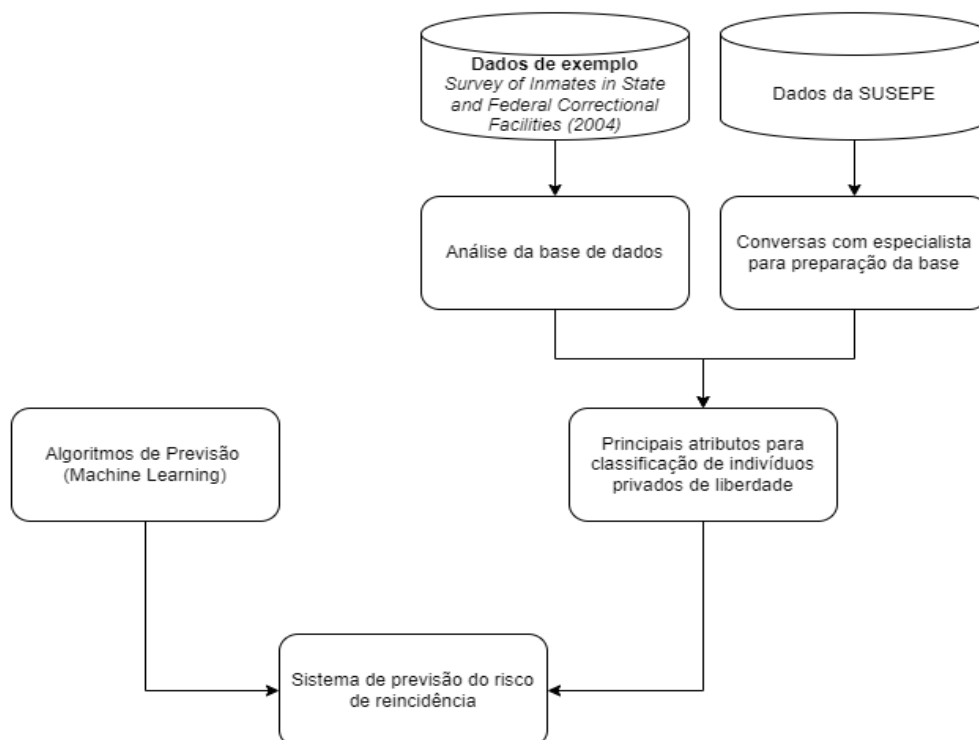 Dados de exemplo
Survey of Inmates in State
and Federal Correctional
Facilities (2004)
Dados da SUSEPE
Análise da base de dados
Conversas com especialista
para preparação da base
Algoritmos de Previsão
(Machine Learning)
Principais atributos para
classificação de indivíduos
privados de liberdade
Sistema de previsão do risco
de reincidência